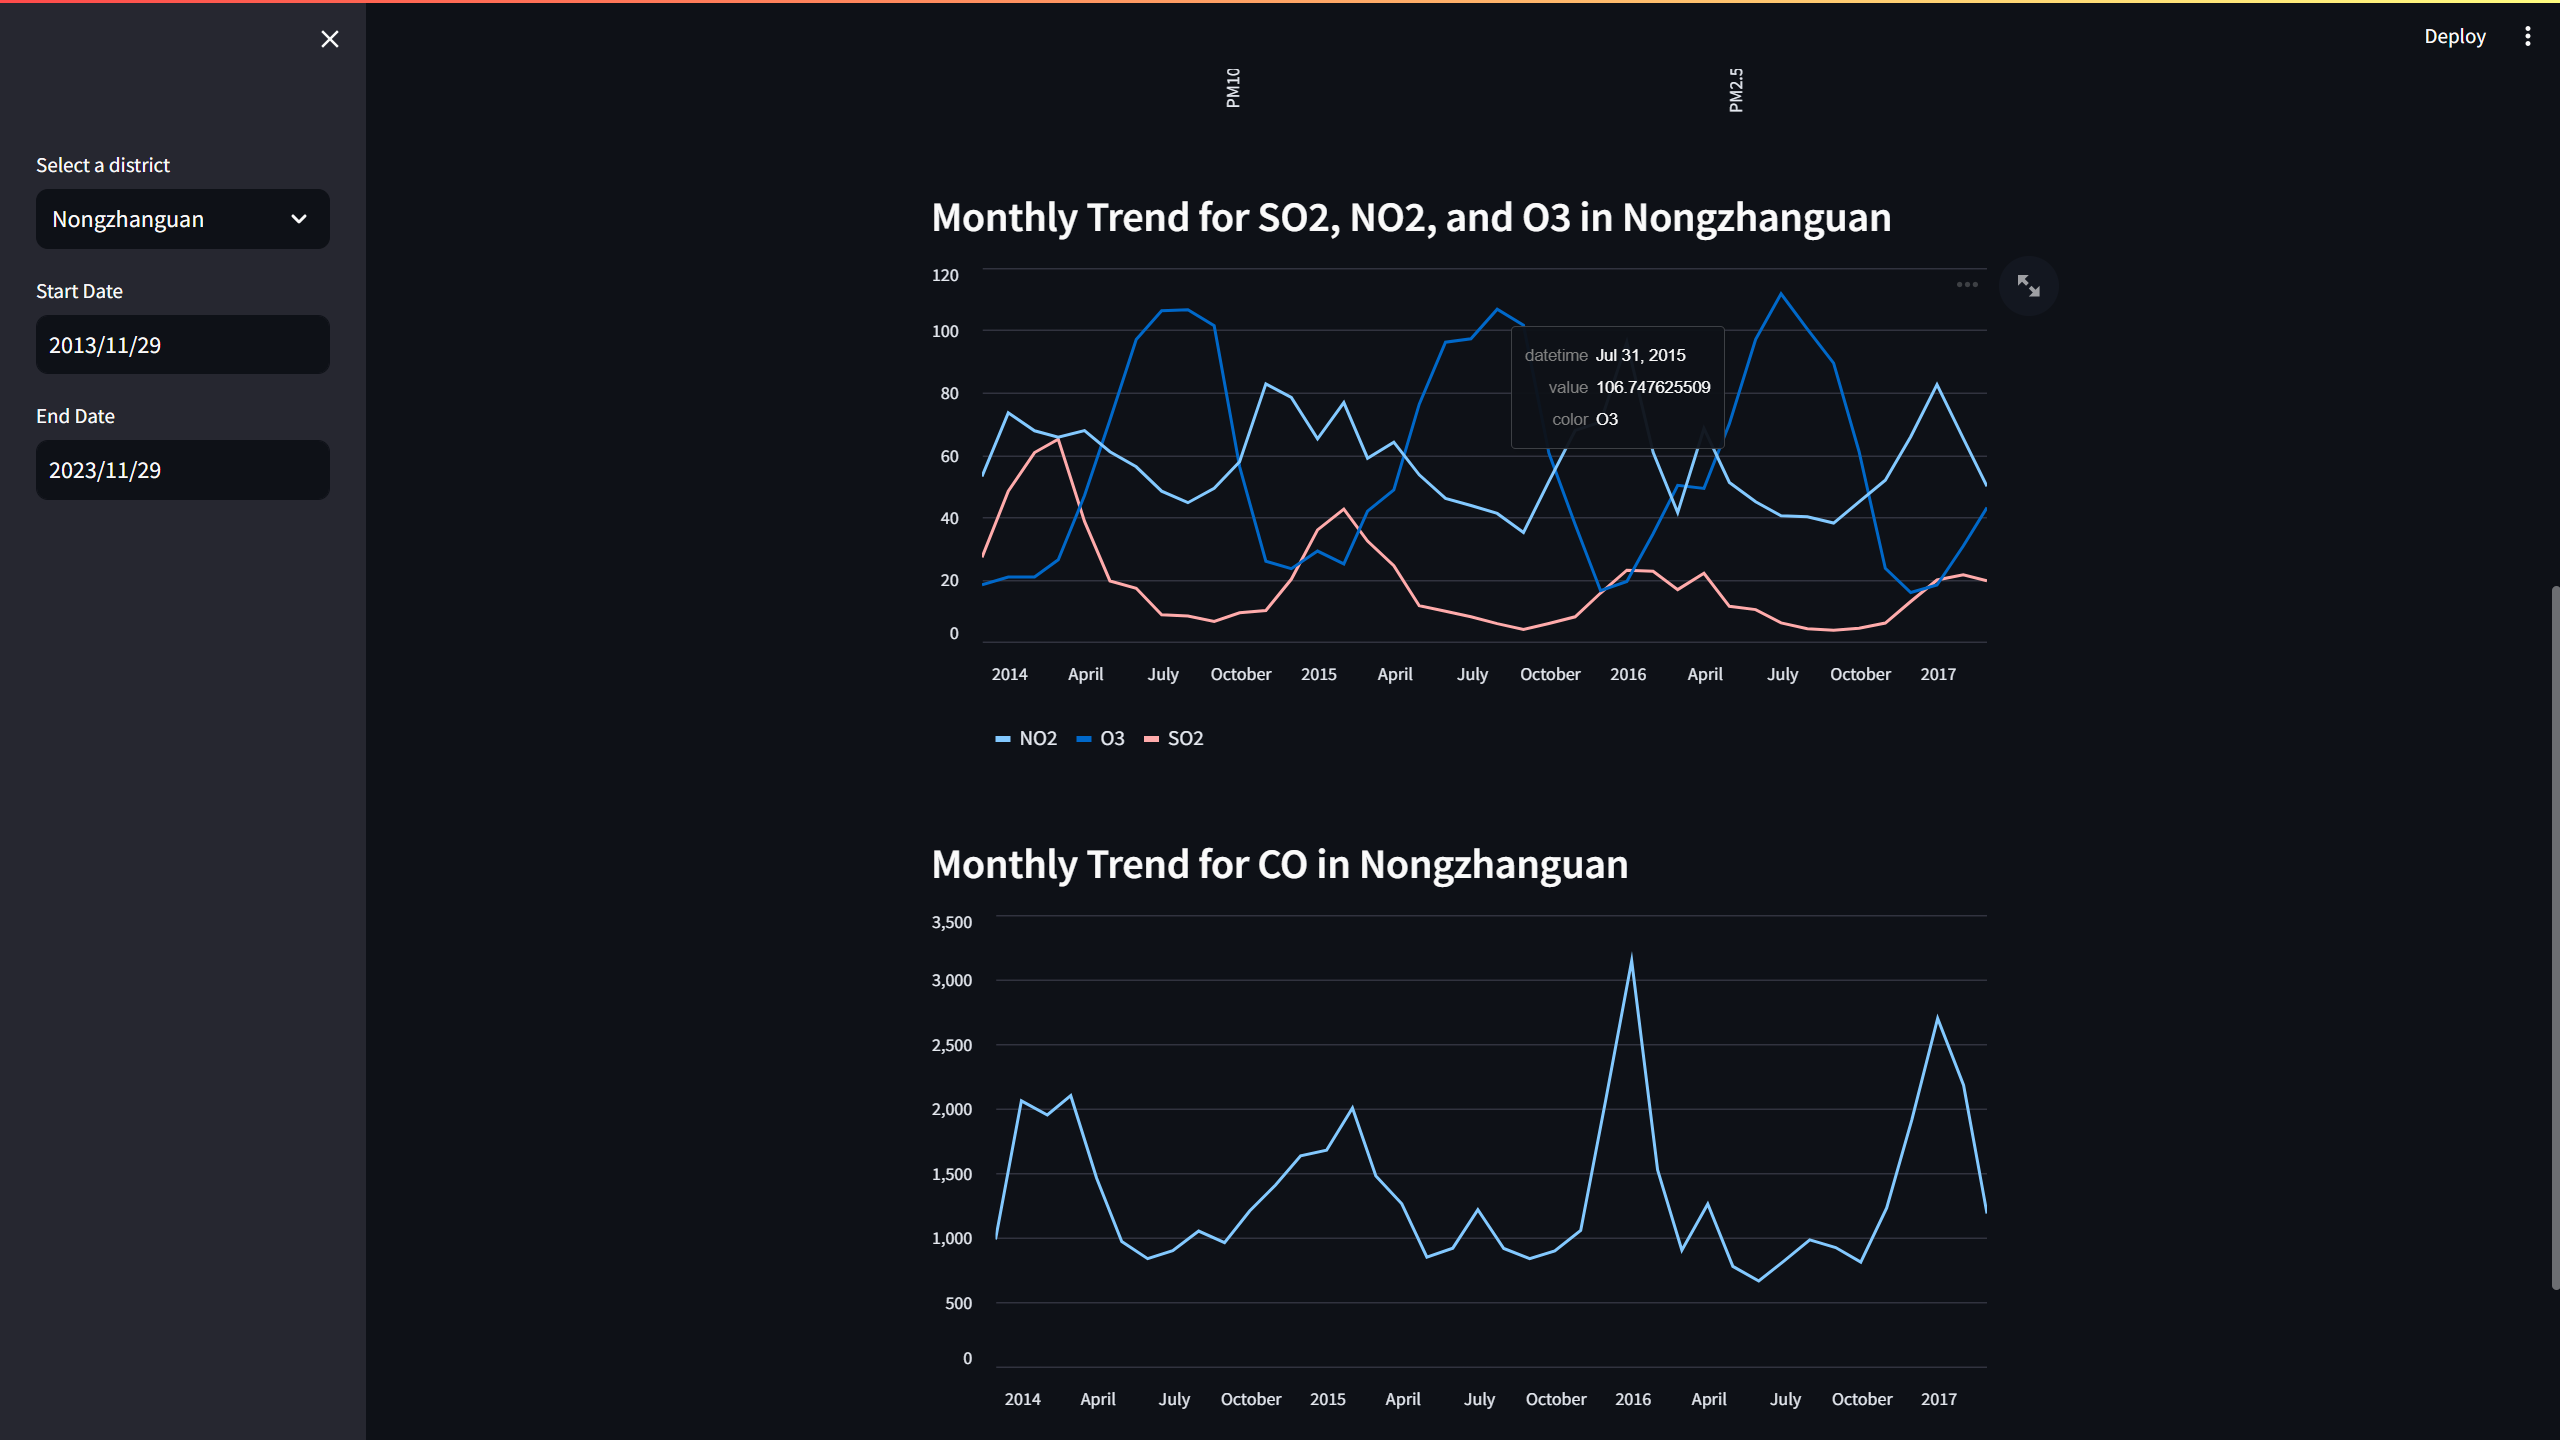 Deploy
PM10
PM2.5
Select a district
Nongzhanguan
Start Date
2013/11/29
End Date
2023/11/29
Monthly Trend for SO2, NO2, and O3 in Nongzhanguan
120
100
80
60
40
20
0
datetime Jul 31, 2015
value 106.747625509
color O3
2014 April July October 2015 April July October 2016 April July October 2017
NO2 O3 SO2
Monthly Trend for CO in Nongzhanguan
3,500
3,000
2,500
2,000
1,500
1,000
500
0
2014 April July October 2015 April July October 2016 April July October 2017